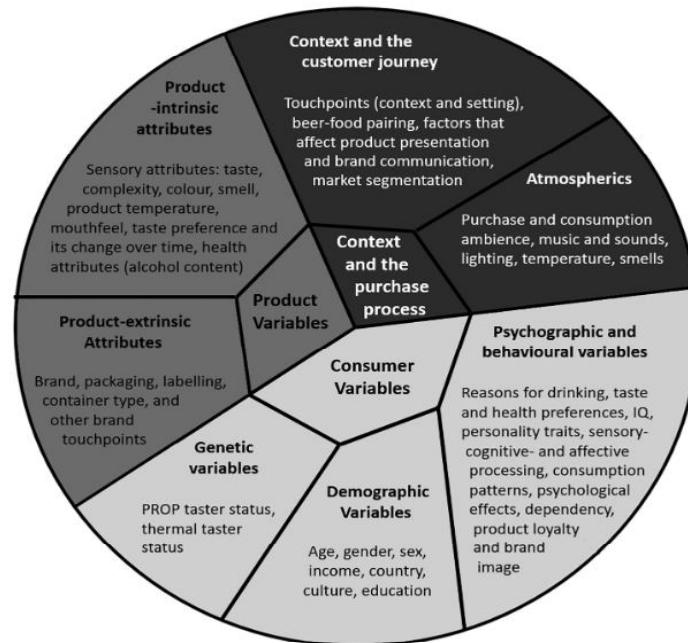 Context and the
customer journey
Touchpoints (context and setting),
beer-food pairing, factors that
affect product presentation
and brand communication,
market segmentation
Atmospherics
Purchase and consumption
ambience, music and sounds,
lighting, temperature, smells
Context
and the
purchase
process
Product
-intrinsic
attributes
Sensory attributes: taste,
complexity, colour, smell,
product temperature,
mouthfeel, taste preference and
its change over time, health
attributes (alcohol content)
Product
Variables
Product-extrinsic
Attributes
Brand, packaging, labelling,
container type, and
other brand
touchpoints
Consumer
Variables
Psychographic and
behavioural variables
Reasons for drinking, taste
and health preferences, IQ,
personality traits, sensory-
cognitive- and affective
processing, consumption
patterns, psychological
effects, dependency,
product loyalty
and brand
image
Genetic
variables
PROP taster status,
thermal taster
status
Demographic
Variables
Age, gender, sex,
income, country,
culture, education